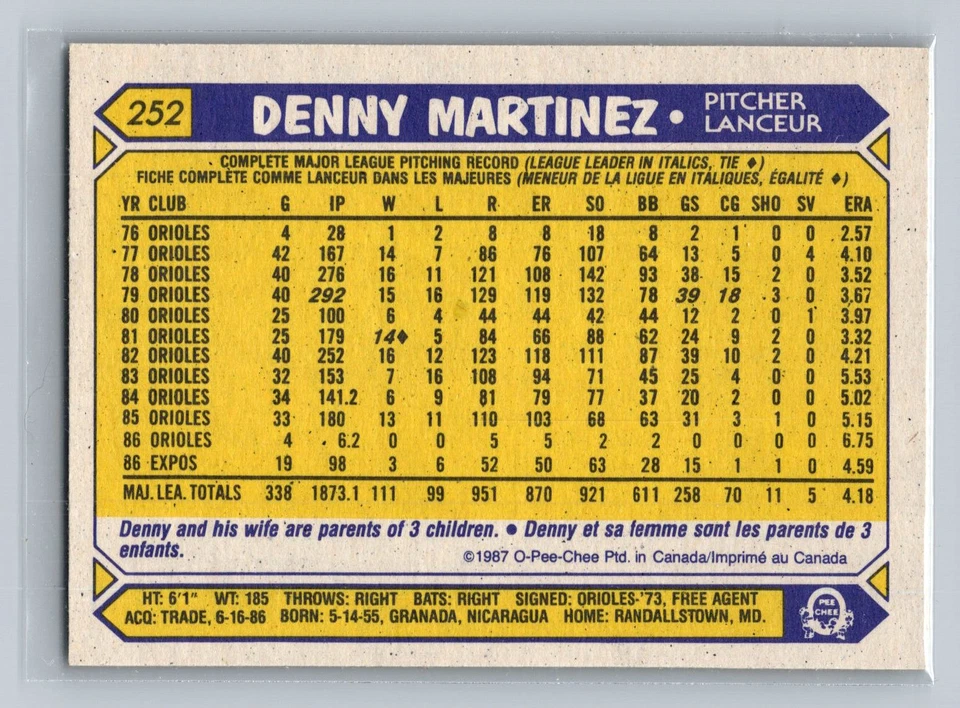 252 DENNY MARTINEZ • PITCHER
LANCEUR
COMPLETE MAJOR LEAGUE PITCHING RECORD (LEAGUE LEADER IN ITALICS, TIE ♦)
FICHE COMPLÈTE COMME LANCEUR DANS LES MAJEURES (MENEUR DE LA LIGUE EN ITALIQUES, ÉGALITÉ ♦)
YR CLUB G IP W L R ER SO BB GS CG SHO SV ERA
76 ORIOLES 4 28 1 2 8 8 18 8 2 1 0 0 2.57
77 ORIOLES 42 167 14 7 86 76 107 64 13 5 0 4 4.10
78 ORIOLES 40 276 16 11 121 108 142 93 38 15 2 0 3.52
79 ORIOLES 40 292 15 16 129 119 132 78 39 18 3 0 3.67
80 ORIOLES 25 100 6 4 44 44 42 44 12 2 0 1 3.97
81 ORIOLES 25 179 14♦ 5 84 66 88 62 24 9 2 0 3.32
82 ORIOLES 40 252 16 12 123 118 111 87 39 10 2 0 4.21
83 ORIOLES 32 153 7 16 108 94 71 45 25 4 0 0 5.53
84 ORIOLES 34 141.2 6 9 81 79 77 37 20 2 0 0 5.02
85 ORIOLES 33 180 13 11 110 103 68 63 31 3 1 0 5.15
86 ORIOLES 4 6.2 0 0 5 5 2 2 0 0 0 0 6.75
86 EXPOS 19 98 3 6 52 50 63 28 15 1 1 0 4.59
MAJ. LEA. TOTALS 338 1873.1 111 99 951 870 921 611 258 70 11 5 4.18
Denny and his wife are parents of 3 children. • Denny et sa femme sont les parents de 3
enfants.
©1987 O-Pee-Chee Ptd. in Canada/Imprimé au Canada
HT: 6'1" WT: 185 THROWS: RIGHT BATS: RIGHT SIGNED: ORIOLES-'73, FREE AGENT
ACQ: TRADE, 6-16-86 BORN: 5-14-55, GRANADA, NICARAGUA HOME: RANDALLSTOWN, MD.
PEE
CHEE